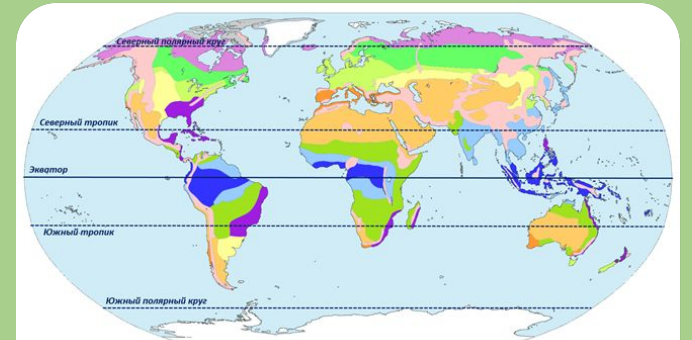 Северный полярный круг
Северный тропик
Экватор
Южный тропик
Южный полярный круг